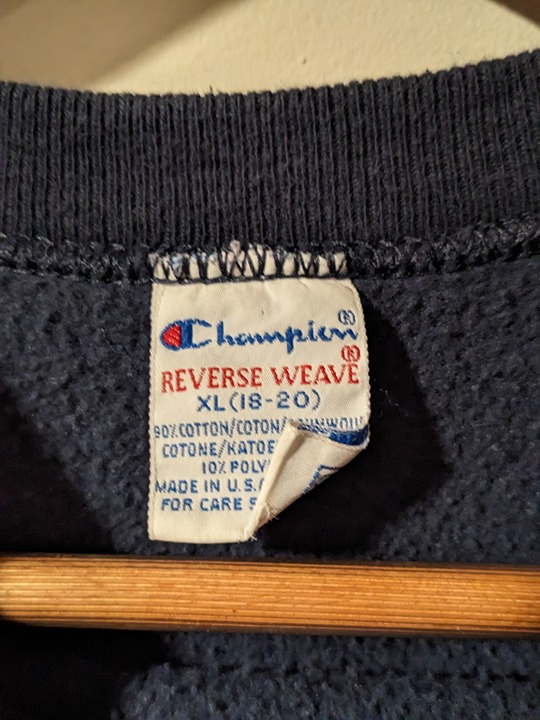 Champion®
®
REVERSE WEAVE
XL (18-20)
90% COTTON/COTON/
COTONE/KATOE
10% POLY
MADE IN U.S.
FOR CARE S